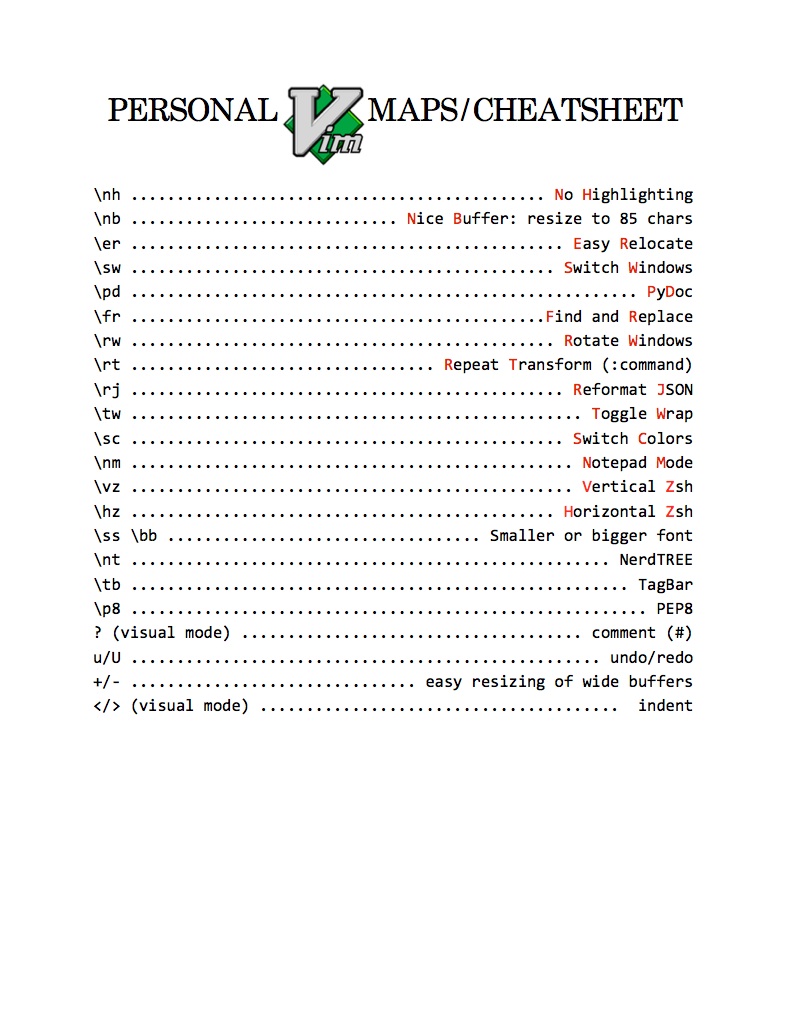 PERSONAL Vim MAPS/CHEATSHEET
\nh ............................................. No Highlighting
\nb ............................. Nice Buffer: resize to 85 chars
\er ............................................... Easy Relocate
\sw .............................................. Switch Windows
\pd ....................................................... PyDoc
\fr .............................................Find and Replace
\rw .............................................. Rotate Windows
\rt ................................. Repeat Transform (:command)
\rj ............................................... Reformat JSON
\tw ................................................. Toggle Wrap
\sc ............................................... Switch Colors
\nm ................................................ Notepad Mode
\vz ................................................ Vertical Zsh
\hz .............................................. Horizontal Zsh
\ss \bb .................................. Smaller or bigger font
\nt .................................................... NerdTREE
\tb ...................................................... TagBar
\p8 ........................................................ PEP8
? (visual mode) ..................................... comment (#)
u/U ................................................... undo/redo
+/- ............................... easy resizing of wide buffers
</> (visual mode) .......................................  indent